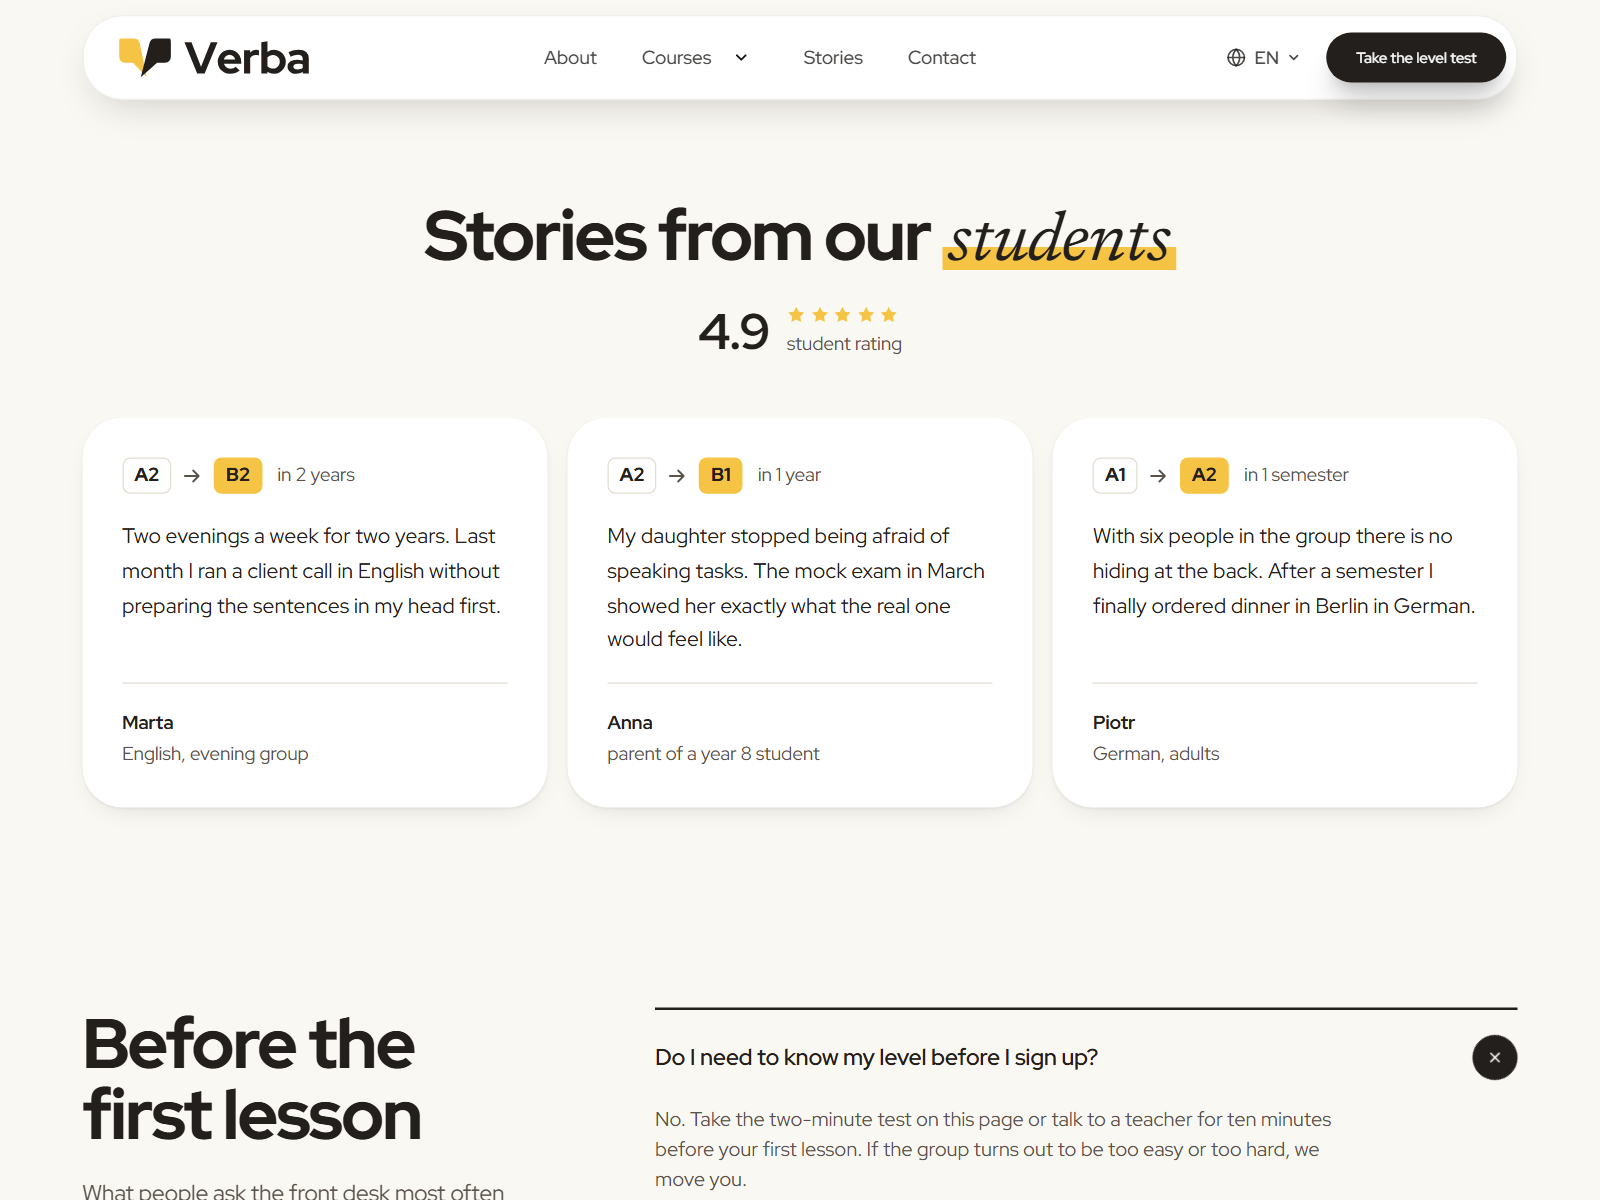 Verba
About
Courses
Stories
Contact
EN
Take the level test
Stories from our students
4.9
student rating
A2 → B2 in 2 years
Two evenings a week for two years. Last
month I ran a client call in English without
preparing the sentences in my head first.
Marta
English, evening group
A2 → B1 in 1 year
My daughter stopped being afraid of
speaking tasks. The mock exam in March
showed her exactly what the real one
would feel like.
Anna
parent of a year 8 student
A1 → A2 in 1 semester
With six people in the group there is no
hiding at the back. After a semester I
finally ordered dinner in Berlin in German.
Piotr
German, adults
Before the
first lesson
What people ask the front desk most often
Do I need to know my level before I sign up?
No. Take the two-minute test on this page or talk to a teacher for ten minutes
before your first lesson. If the group turns out to be too easy or too hard, we
move you.